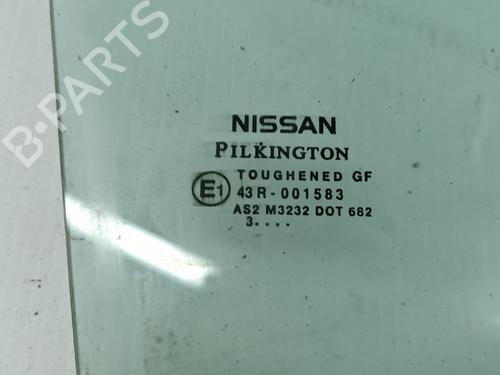 B-PARTS
NISSAN
PILKINGTON
TOUGHENED GF
E1 43R-001583
AS2 M3232 DOT 682
3....